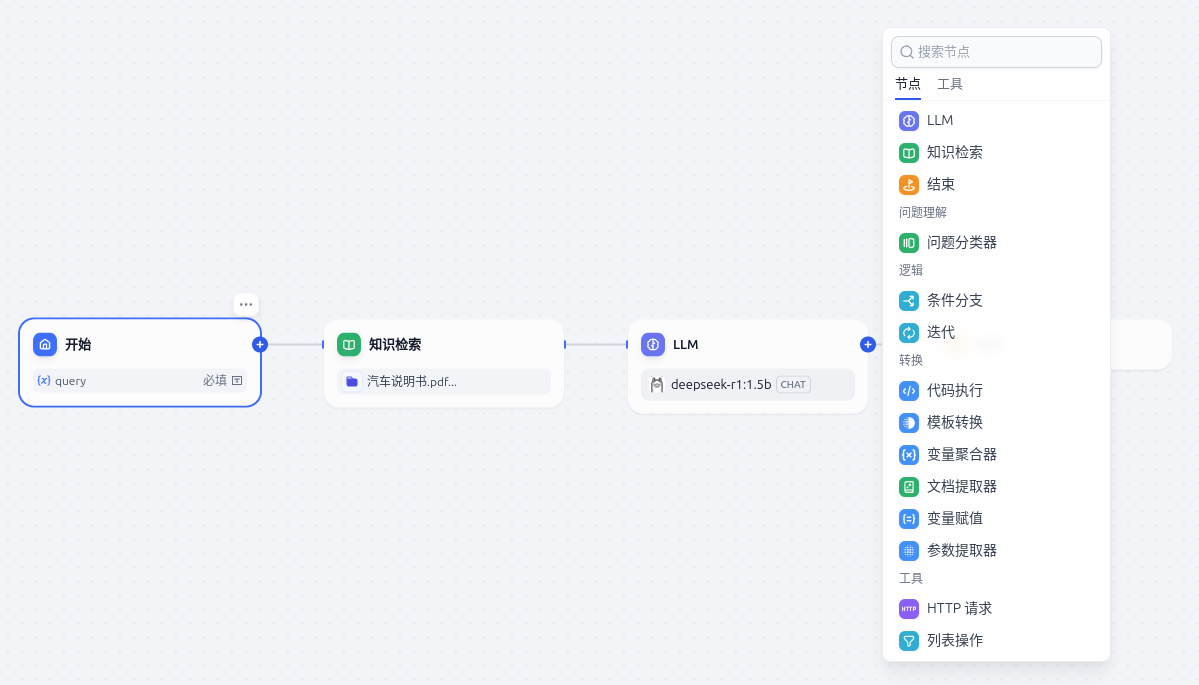 搜索节点
节点 工具
LLM
知识检索
结束
问题理解
问题分类器
逻辑
条件分支
迭代
转换
代码执行
模板转换
变量聚合器
文档提取器
变量赋值
参数提取器
工具
HTTP HTTP 请求
列表操作
开始
{x} query 必填
知识检索
汽车说明书.pdf...
LLM
deepseek-r1:1.5b CHAT